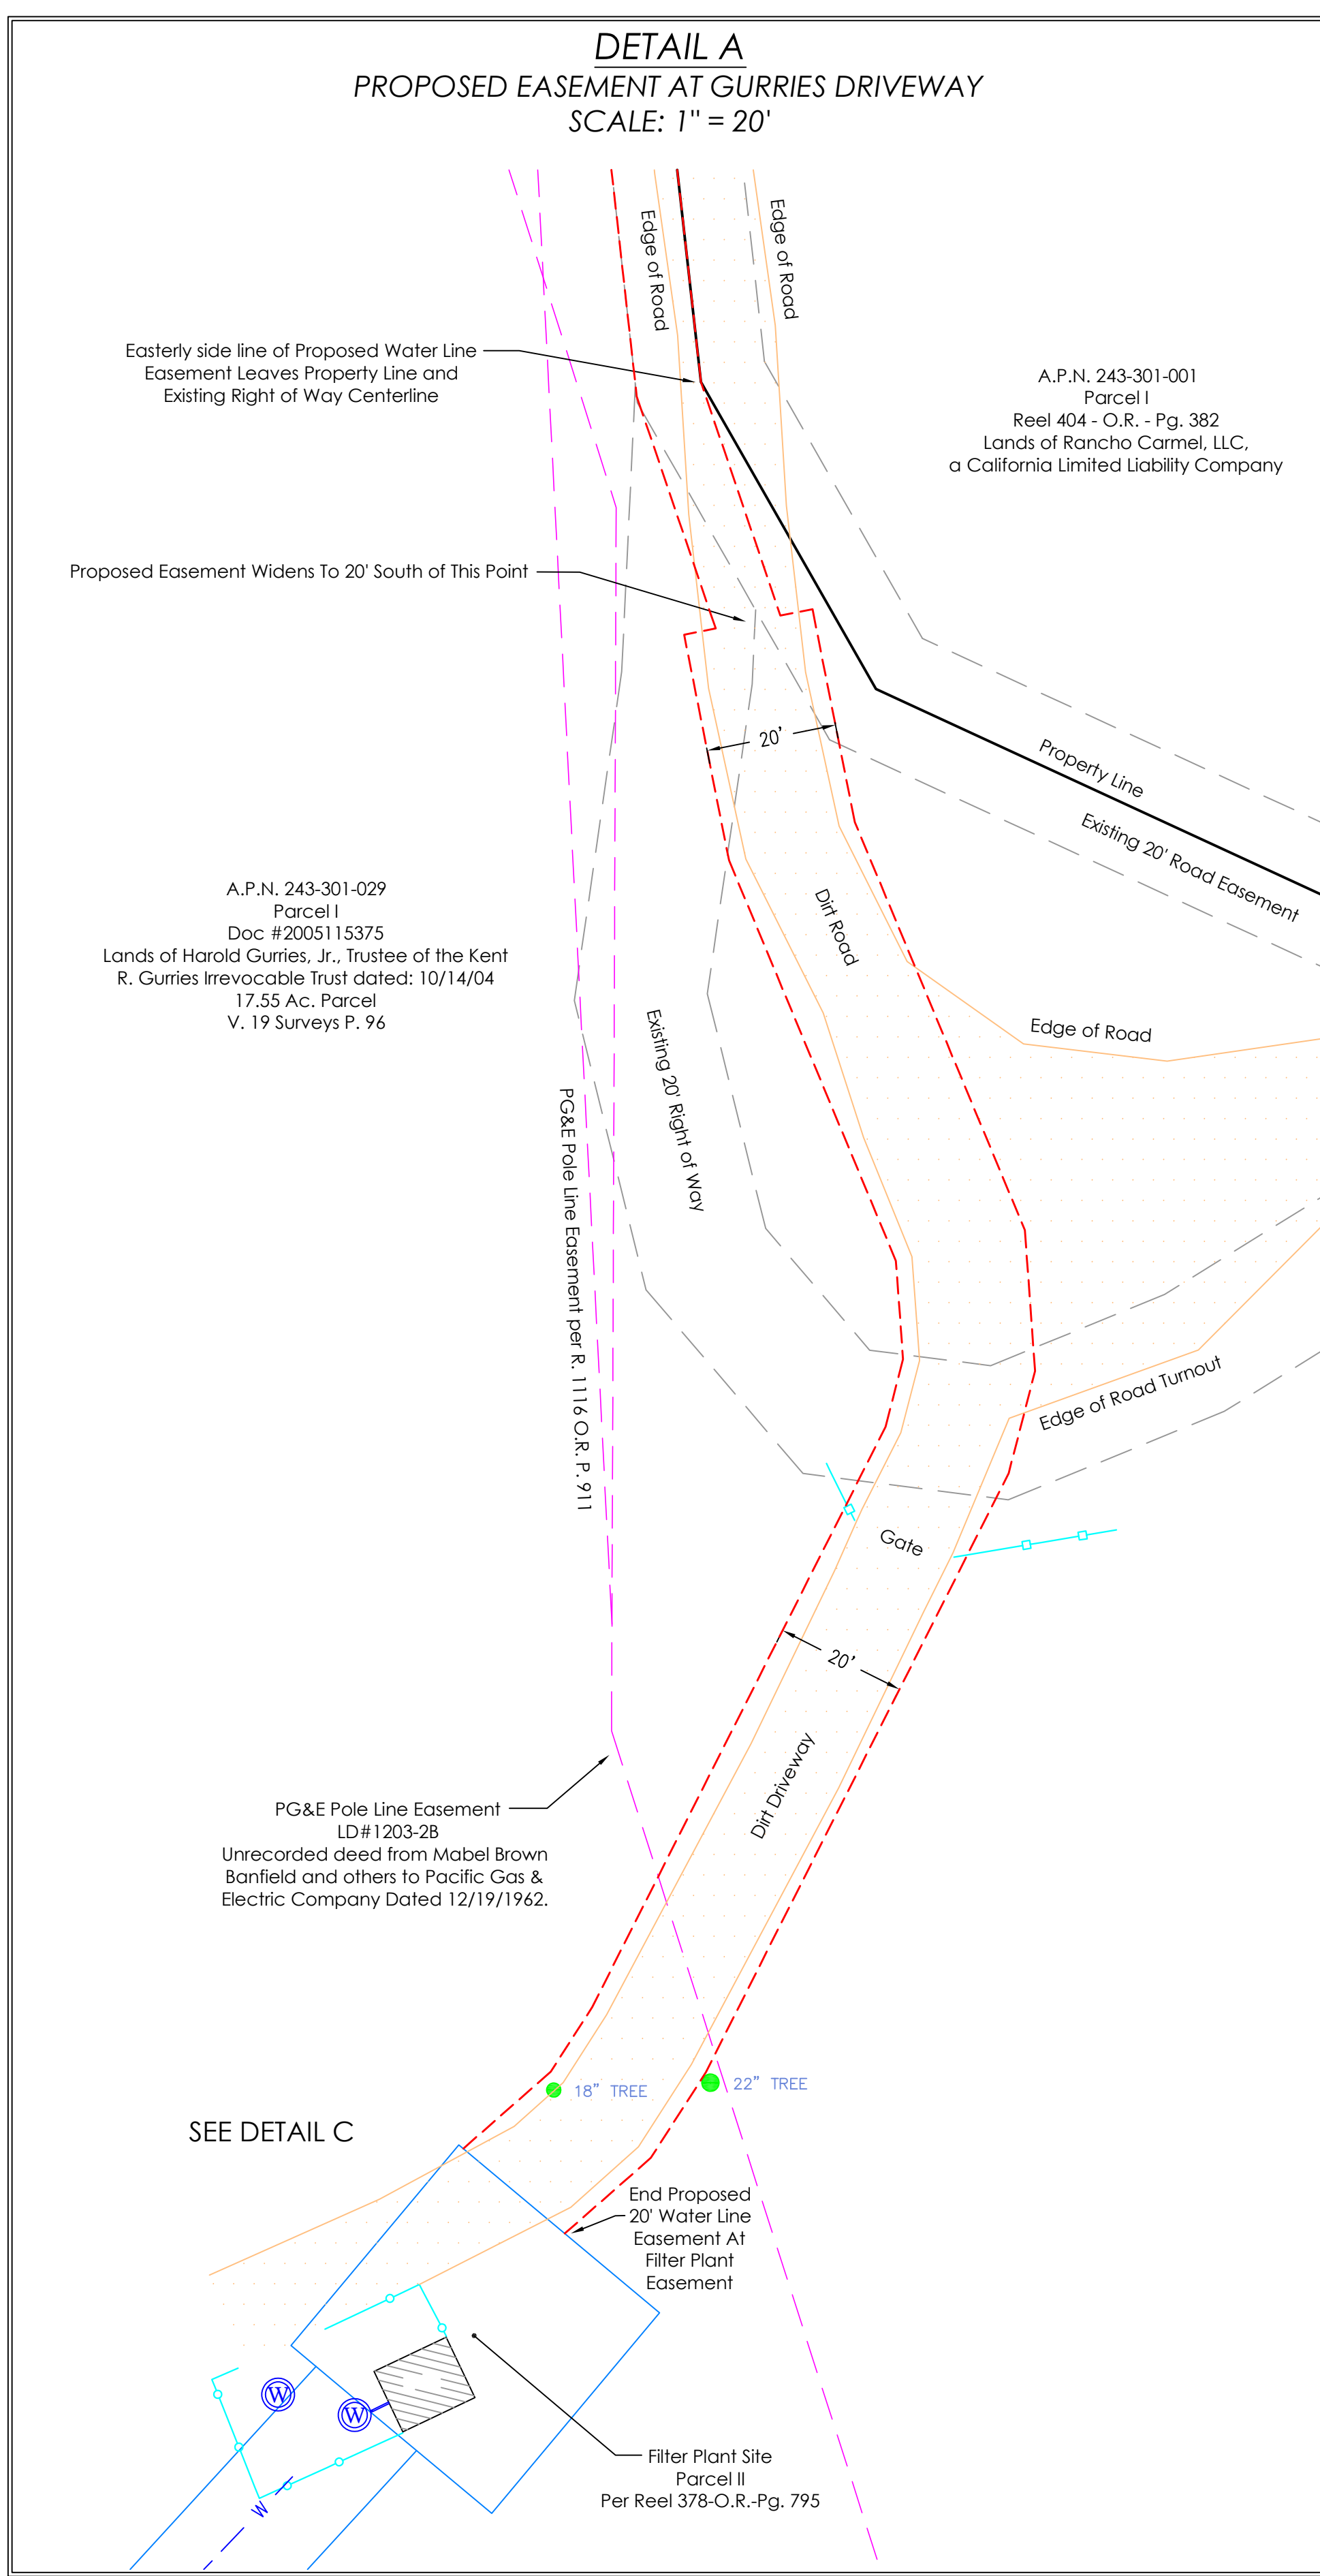 DETAIL A
PROPOSED EASEMENT AT GURRIES DRIVEWAY
SCALE: 1" = 20'
Edge of Road
Edge of Road
Easterly side line of Proposed Water Line
Easement Leaves Property Line and
Existing Right of Way Centerline
A.P.N. 243-301-001
Parcel I
Reel 404 - O.R. - Pg. 382
Lands of Rancho Carmel, LLC,
a California Limited Liability Company
Proposed Easement Widens To 20' South of This Point
20'
Property Line
Existing 20' Road Easement
A.P.N. 243-301-029
Parcel I
Doc #2005115375
Lands of Harold Gurries, Jr., Trustee of the Kent
R. Gurries Irrevocable Trust dated: 10/14/04
17.55 Ac. Parcel
V. 19 Surveys P. 96
Dirt Road
Edge of Road
Existing 20' Right of Way
PG&E Pole Line Easement per R. 1116 O.R. P. 911
Edge of Road Turnout
Gate
20'
Dirt Driveway
PG&E Pole Line Easement
LD#1203-2B
Unrecorded deed from Mabel Brown
Banfield and others to Pacific Gas &
Electric Company Dated 12/19/1962.
18" TREE
22" TREE
SEE DETAIL C
End Proposed
20' Water Line
Easement At
Filter Plant
Easement
W
W
Filter Plant Site
Parcel II
Per Reel 378-O.R.-Pg. 795
W